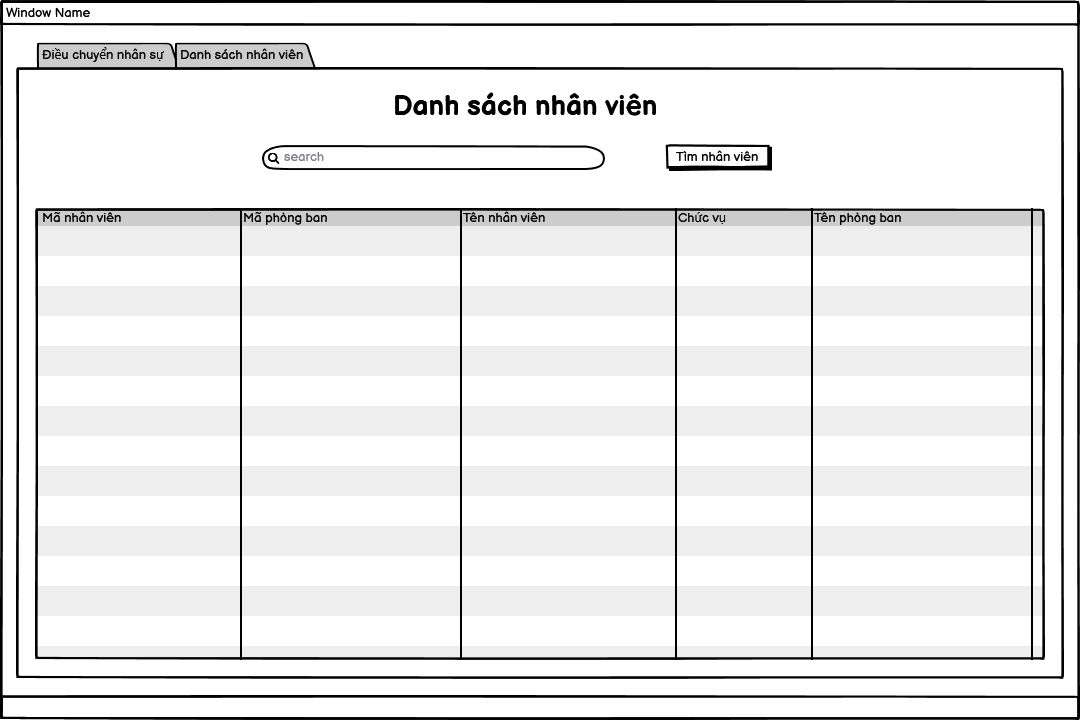 Window Name
Điều chuyển nhân sự
Danh sách nhân viên
Danh sách nhân viên
search
Tìm nhân viên
Mã nhân viên
Mã phòng ban
Tên nhân viên
Chức vụ
Tên phòng ban